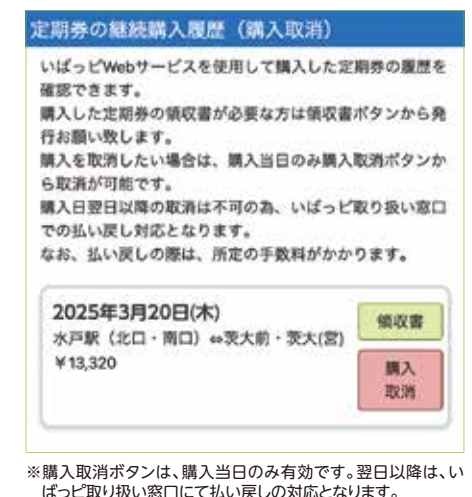 定期券の継続購入履歴（購入取消）
いばっピWebサービスを使用して購入した定期券の履歴を
確認できます。
購入した定期券の領収書が必要な方は領収書ボタンから発
行お願い致します。
購入を取消したい場合は、購入当日のみ購入取消ボタンか
ら取消が可能です。
購入日翌日以降の取消は不可の為、いばっピ取り扱い窓口
での払い戻し対応となります。
なお、払い戻しの際は、所定の手数料がかかります。
2025年3月20日(木)
水戸駅（北口・南口）⇔茨大前・茨大(宮)
￥13,320
領収書
購入
取消
※購入取消ボタンは、購入当日のみ有効です。翌日以降は、い
ばっピ取り扱い窓口にて払い戻しの対応となります。